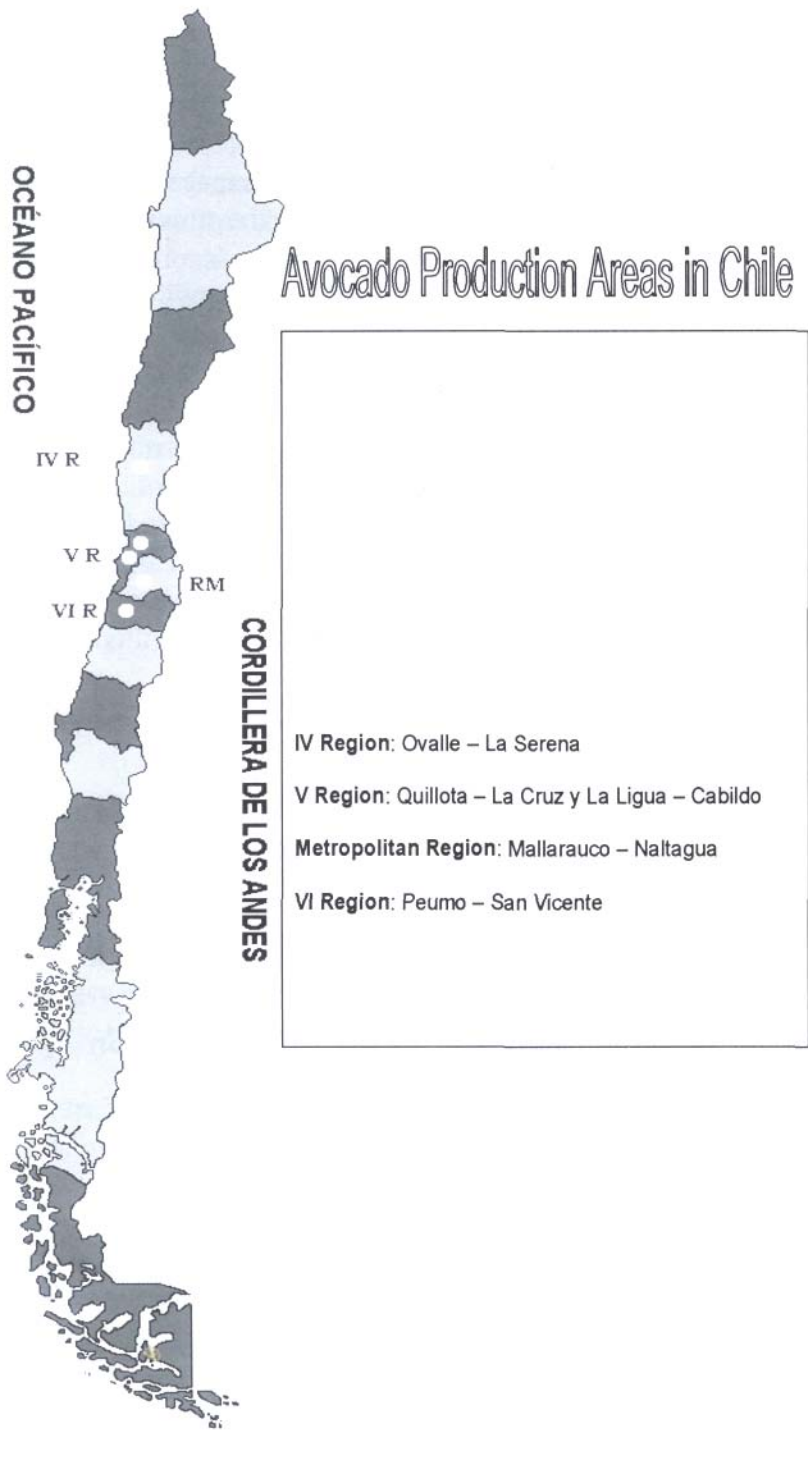 OCÉANO PACÍFICO
Avocado Production Areas in Chile
IV R
V R
RM
VI R
CORDILLERA DE LOS ANDES
IV Region: Ovalle – La Serena
V Region: Quillota – La Cruz y La Ligua – Cabildo
Metropolitan Region: Mallarauco – Naltagua
VI Region: Peumo – San Vicente